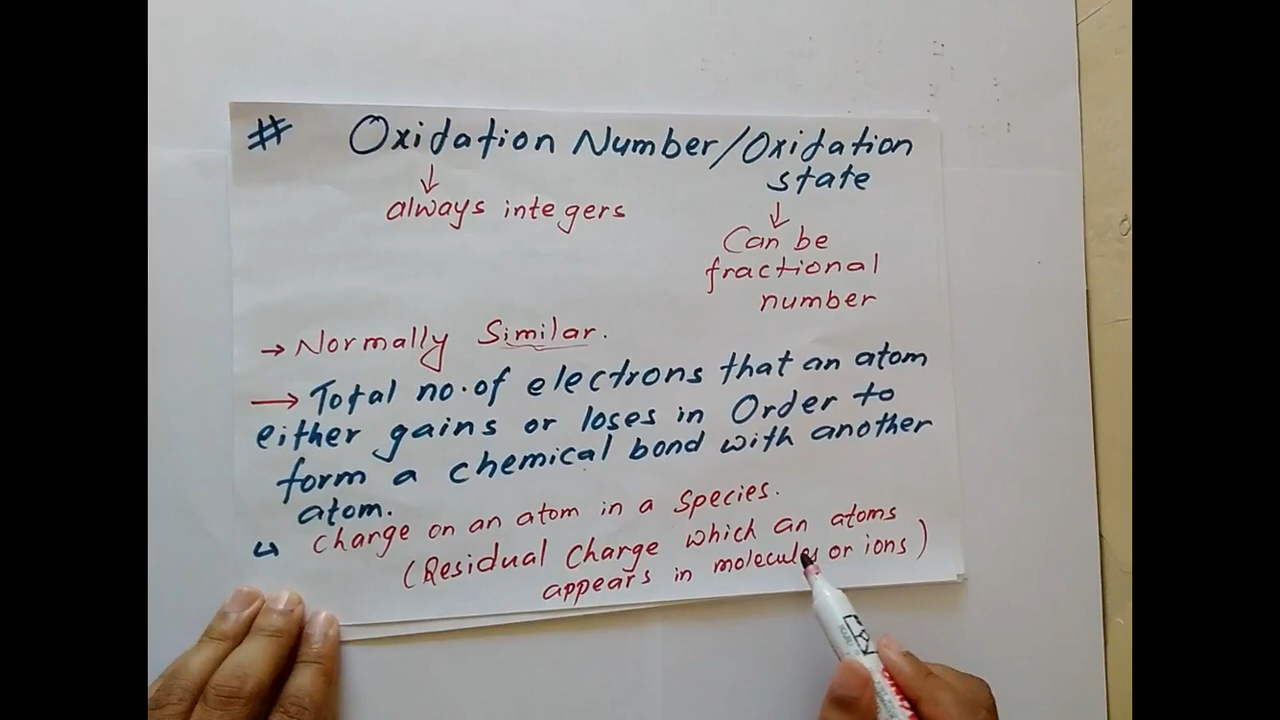 # Oxidation Number/Oxidation
state
↓ ↓
always integers
Can be
fractional
number
→ Normally Similar.
→ Total no. of electrons that an atom
either gains or loses in Order to
form a chemical bond with another
atom.
↳ Charge on an atom in a Species.
(Residual Charge which an atoms
appears in molecules or ions)